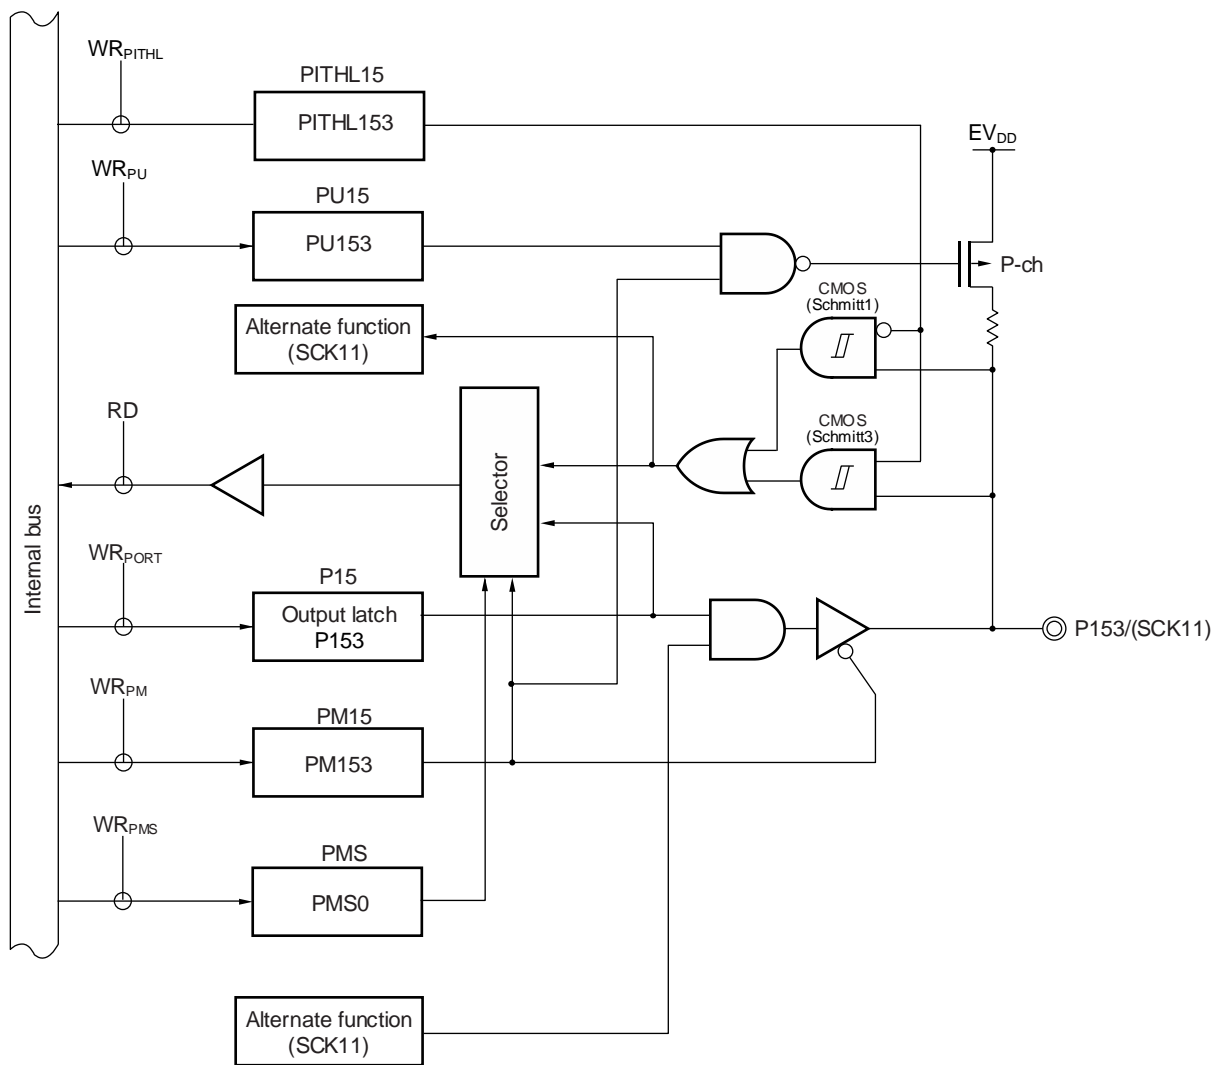 WRPITHL
PITHL15
PITHL153
EVDD
WRPU
PU15
PU153
P-ch
CMOS
(Schmitt1)
Alternate function
(SCK11)
RD
CMOS
(Schmitt3)
Selector
Internal bus
WRPORT
P15
Output latch
P153
P153/(SCK11)
WRPM
PM15
PM153
WRPMS
PMS
PMS0
Alternate function
(SCK11)